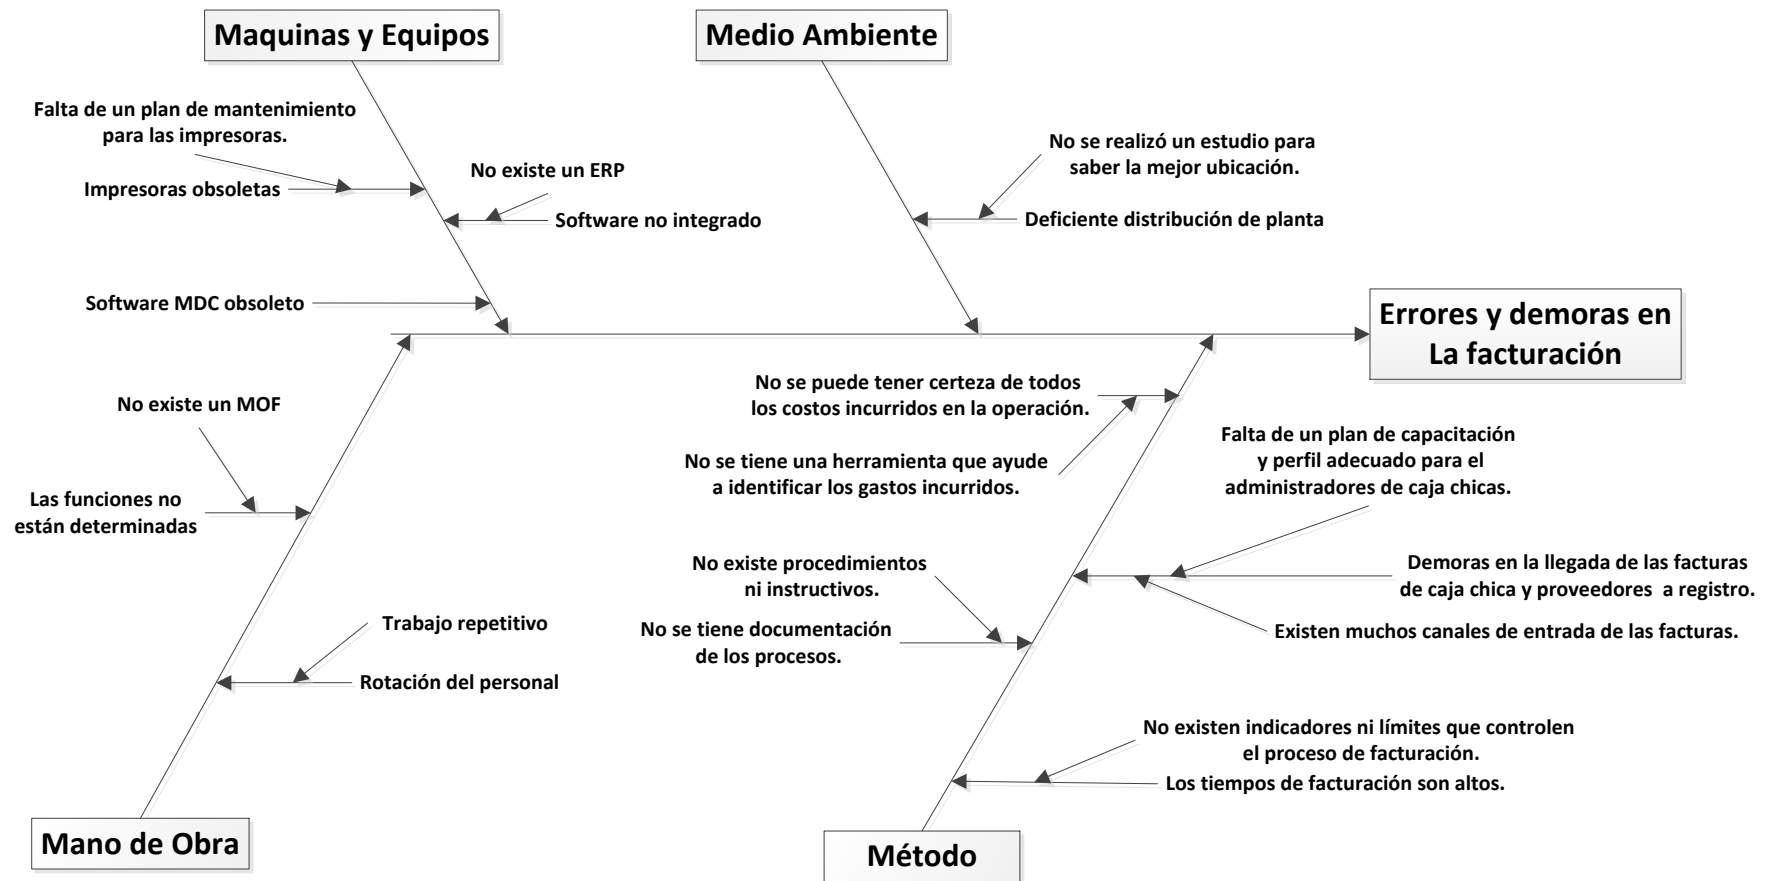 Maquinas y Equipos
Medio Ambiente
Falta de un plan de mantenimiento
para las impresoras.
Impresoras obsoletas
No existe un ERP
Software no integrado
Software MDC obsoleto
No se realizó un estudio para
saber la mejor ubicación.
Deficiente distribución de planta
Errores y demoras en
La facturación
No existe un MOF
Las funciones no
están determinadas
Trabajo repetitivo
Rotación del personal
Mano de Obra
No se puede tener certeza de todos
los costos incurridos en la operación.
No se tiene una herramienta que ayude
a identificar los gastos incurridos.
Falta de un plan de capacitación
y perfil adecuado para el
administradores de caja chicas.
No existe procedimientos
ni instructivos.
No se tiene documentación
de los procesos.
Demoras en la llegada de las facturas
de caja chica y proveedores a registro.
Existen muchos canales de entrada de las facturas.
No existen indicadores ni límites que controlen
el proceso de facturación.
Los tiempos de facturación son altos.
Método